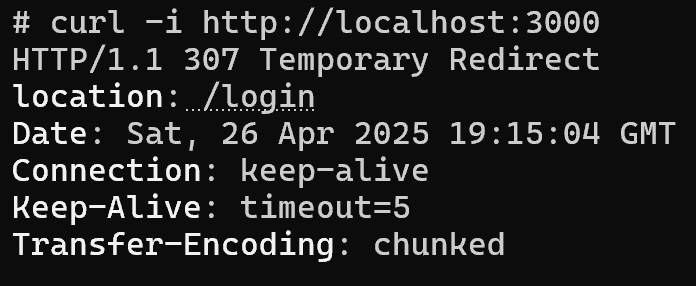 # curl -i http://localhost:3000
HTTP/1.1 307 Temporary Redirect
location: /login
Date: Sat, 26 Apr 2025 19:15:04 GMT
Connection: keep-alive
Keep-Alive: timeout=5
Transfer-Encoding: chunked